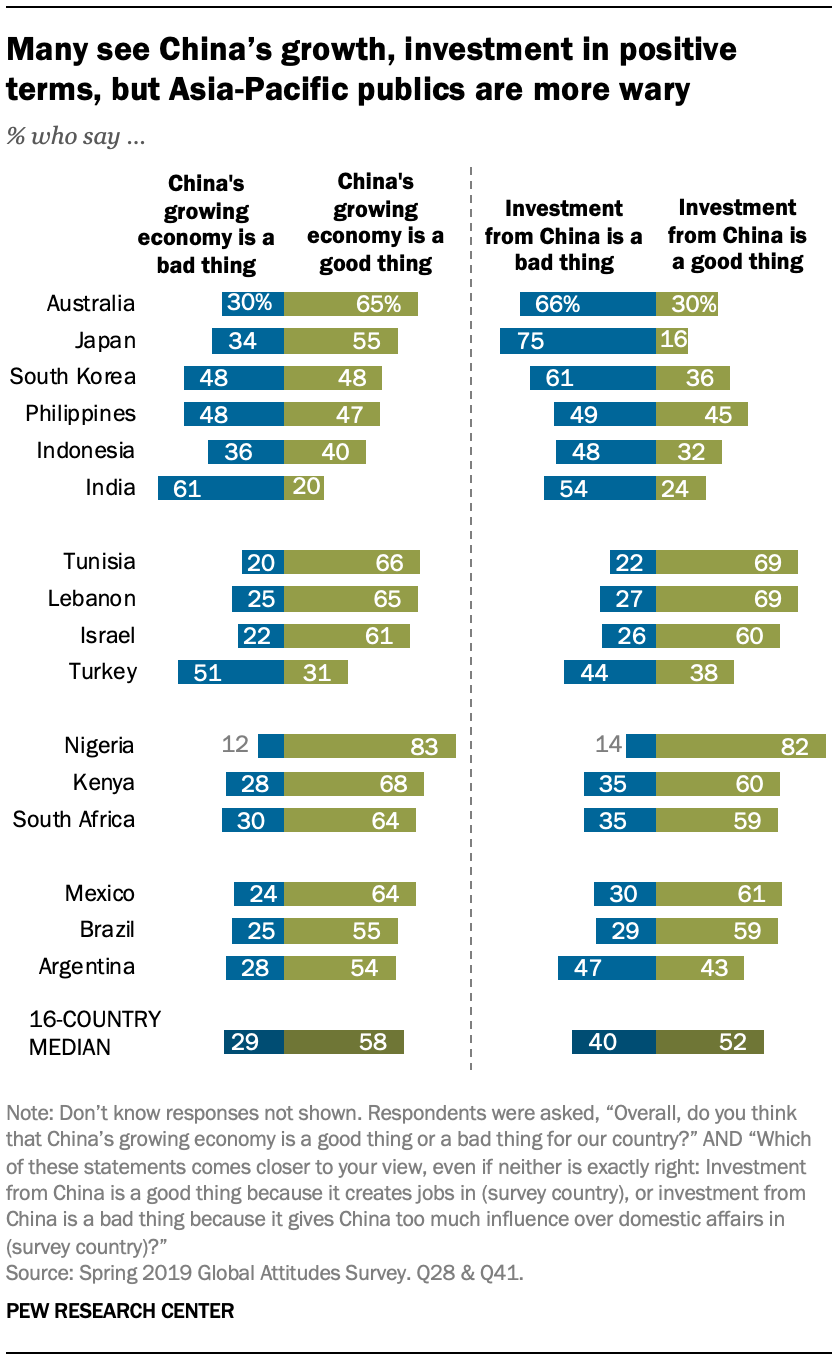 Many see China’s growth, investment in positive
terms, but Asia-Pacific publics are more wary
% who say ...
China's
growing
economy is a
bad thing
China's
growing
economy is a
good thing
Investment
from China is a
bad thing
Investment
from China is
a good thing
Australia 30% 65% 66% 30%
Japan 34 55 75 16
South Korea 48 48 61 36
Philippines 48 47 49 45
Indonesia 36 40 48 32
India 61 20 54 24
Tunisia 20 66 22 69
Lebanon 25 65 27 69
Israel 22 61 26 60
Turkey 51 31 44 38
Nigeria 12 83 14 82
Kenya 28 68 35 60
South Africa 30 64 35 59
Mexico 24 64 30 61
Brazil 25 55 29 59
Argentina 28 54 47 43
16-COUNTRY
MEDIAN 29 58 40 52
Note: Don’t know responses not shown. Respondents were asked, “Overall, do you think
that China’s growing economy is a good thing or a bad thing for our country?” AND “Which
of these statements comes closer to your view, even if neither is exactly right: Investment
from China is a good thing because it creates jobs in (survey country), or investment from
China is a bad thing because it gives China too much influence over domestic affairs in
(survey country)?”
Source: Spring 2019 Global Attitudes Survey. Q28 & Q41.
PEW RESEARCH CENTER